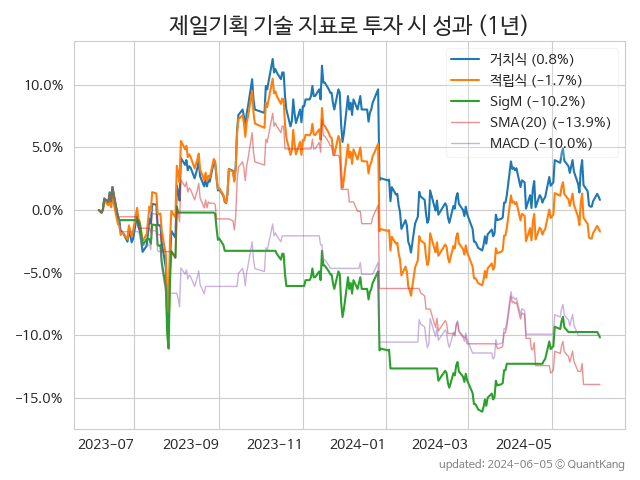 제일기획 기술 지표로 투자 시 성과 (1년)
거치식 (0.8%)
적립식 (−1.7%)
SigM (−10.2%)
SMA(20) (−13.9%)
MACD (−10.0%)
10.0%
5.0%
0.0%
−5.0%
−10.0%
−15.0%
2023-07 2023-09 2023-11 2024-01 2024-03 2024-05
updated: 2024-06-05 © QuantKang